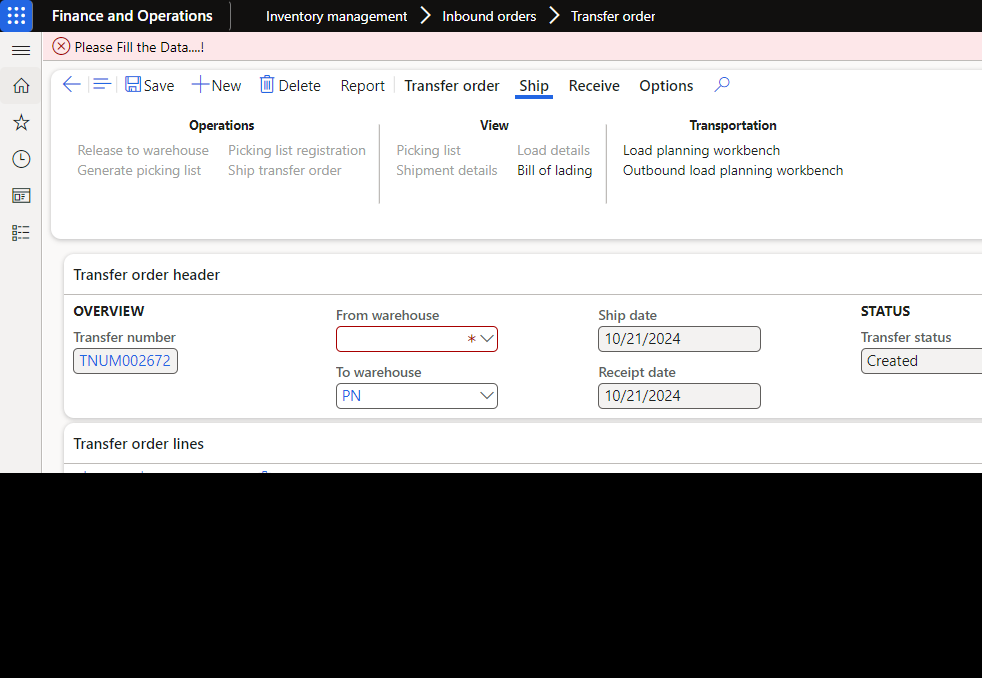 Finance and Operations
Inventory management > Inbound orders > Transfer order
Please Fill the Data....!
Save New Delete Report Transfer order Ship Receive Options
Operations
Release to warehouse Picking list registration
Generate picking list Ship transfer order
View
Picking list Load details
Shipment details Bill of lading
Transportation
Load planning workbench
Outbound load planning workbench
Transfer order header
OVERVIEW
Transfer number
TNUM002672
From warehouse
*
To warehouse
PN
Ship date
10/21/2024
Receipt date
10/21/2024
STATUS
Transfer status
Created
Transfer order lines